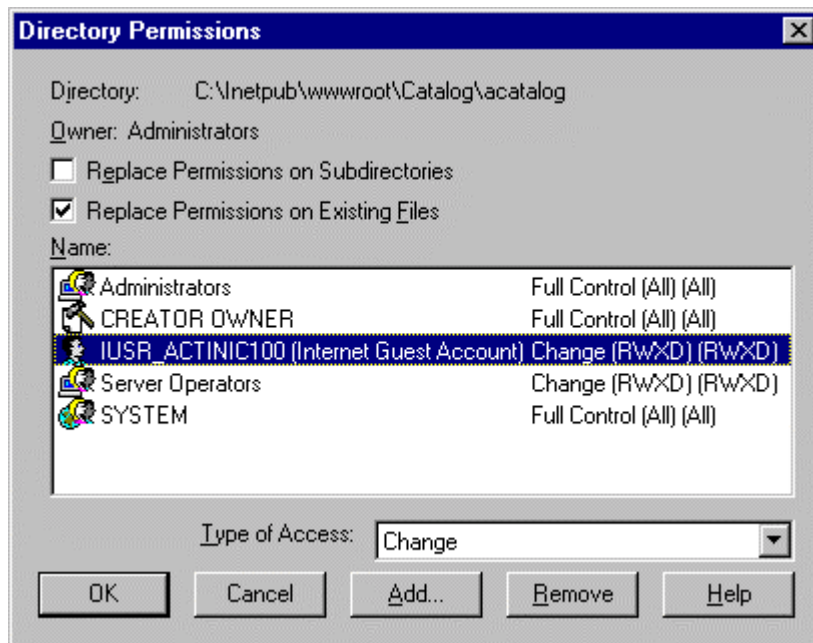 Directory Permissions
Directory: C:\Inetpub\wwwroot\Catalog\acatalog
Owner: Administrators
Replace Permissions on Subdirectories
Replace Permissions on Existing Files
Name:
Administrators Full Control (All) (All)
CREATOR OWNER Full Control (All) (All)
IUSR_ACTINIC100 (Internet Guest Account) Change (RWXD) (RWXD)
Server Operators Change (RWXD) (RWXD)
SYSTEM Full Control (All) (All)
Type of Access: Change
OK Cancel Add... Remove Help